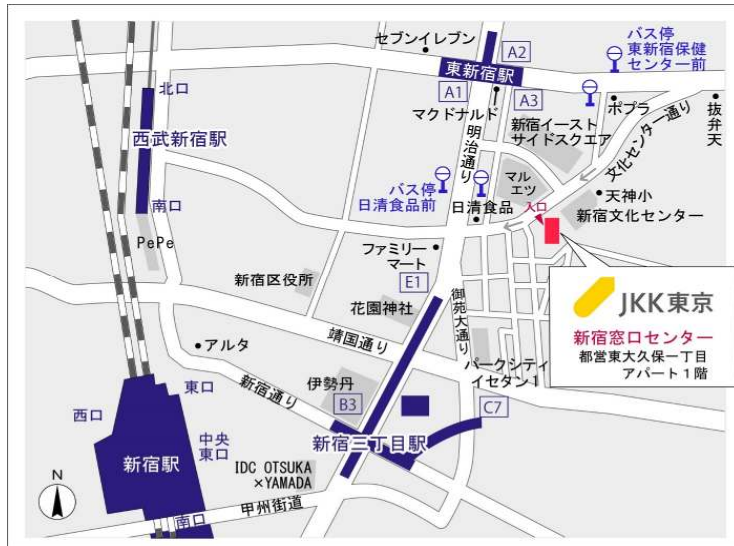 セブンイレブン
A2
バス停
東新宿保健
センター前
東新宿駅
A1
A3
マクドナルド
ポプラ
抜弁天
北口
西武新宿駅
明治通り
新宿イースト
サイドスクエア
文化センター通り
マル
エツ
天神小
バス停
日清食品前
日清食品
入口
新宿文化センター
南口
PePe
ファミリー
マート
新宿区役所
E1
花園神社
御苑大通り
JKK東京
新宿窓口センター
都営東大久保一丁目
アパート1階
靖国通り
アルタ
パークシティ
イセタン1
新宿通り
伊勢丹
B3
C7
東口
西口
中央
東口
新宿三丁目駅
新宿駅
IDC OTSUKA
×YAMADA
N
甲州街道
南口